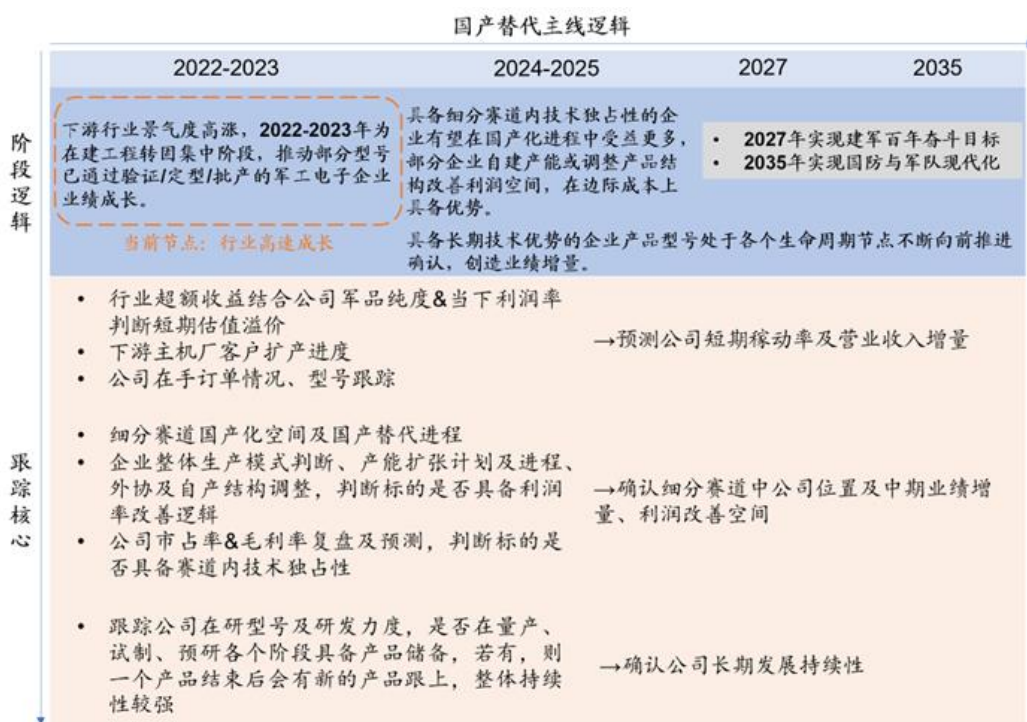 国产替代主线逻辑
2022-2023
2024-2025
2027
2035
阶段逻辑
下游行业景气度高涨，2022-2023年为
在建工程转固集中阶段，推动部分型号
已通过验证/定型/批产的军工电子企业
业绩成长。
当前节点：行业高速成长
具备细分赛道内技术独占性的企
业有望在国产化进程中受益更多，
部分企业自建产能或调整产品结
构改善利润空间，在边际成本上
具备优势。
• 2027年实现建军百年奋斗目标
• 2035年实现国防与军队现代化
具备长期技术优势的企业产品型号处于各个生命周期节点不断向前推进
确认，创造业绩增量。
跟踪核心
• 行业超额收益结合公司军品纯度&当下利润率
判断短期估值溢价
• 下游主机厂客户扩产进度
• 公司在手订单情况、型号跟踪
→预测公司短期稼动率及营业收入增量
• 细分赛道国产化空间及国产替代进程
• 企业整体生产模式判断、产能扩张计划及进程、
外协及自产结构调整，判断标的是否具备利润
率改善逻辑
• 公司市占率&毛利率复盘及预测，判断标的是
否具备赛道内技术独占性
→确认细分赛道中公司位置及中期业绩增
量、利润改善空间
• 跟踪公司在研型号及研发力度，是否在量产、
试制、预研各个阶段具备产品储备，若有，则
一个产品结束后会有新的产品跟上，整体持续
性较强
→确认公司长期发展持续性